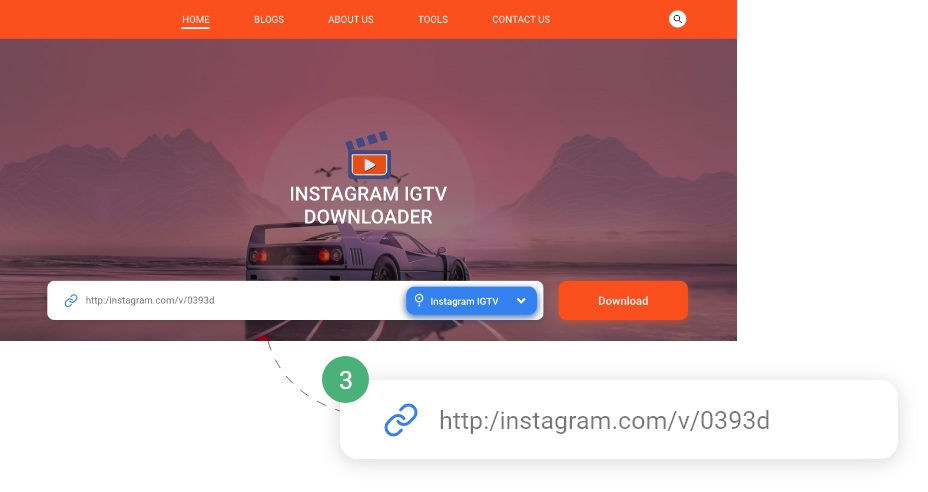 HOME BLOGS ABOUT US TOOLS CONTACT US
INSTAGRAM IGTV
DOWNLOADER
http:/instagram.com/v/0393d Instagram IGTV Download
3
http:/instagram.com/v/0393d